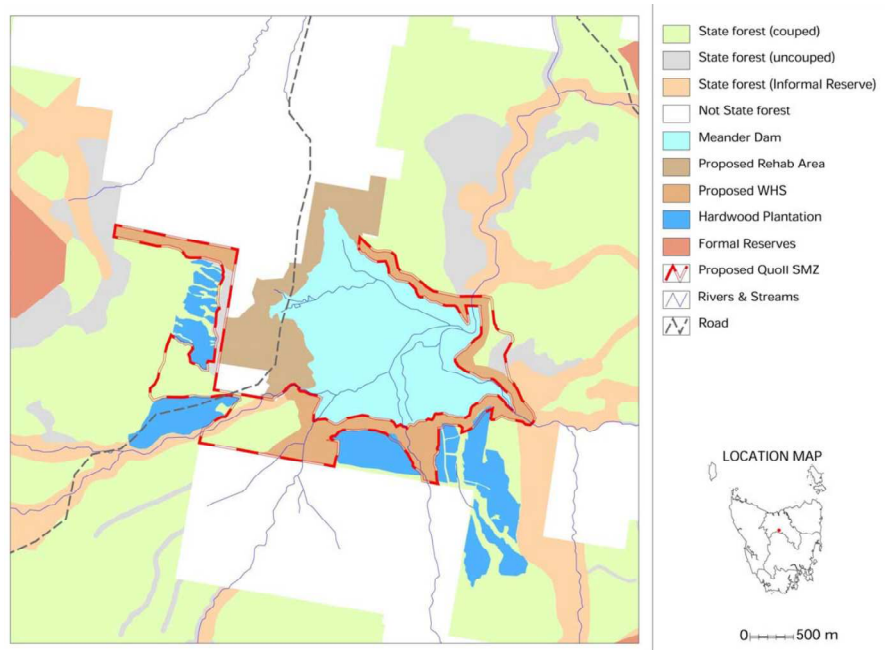 State forest (couped)
State forest (uncouped)
State forest (Informal Reserve)
Not State forest
Meander Dam
Proposed Rehab Area
Proposed WHS
Hardwood Plantation
Formal Reserves
Proposed Quoll SMZ
Rivers & Streams
Road
LOCATION MAP
0 500 m